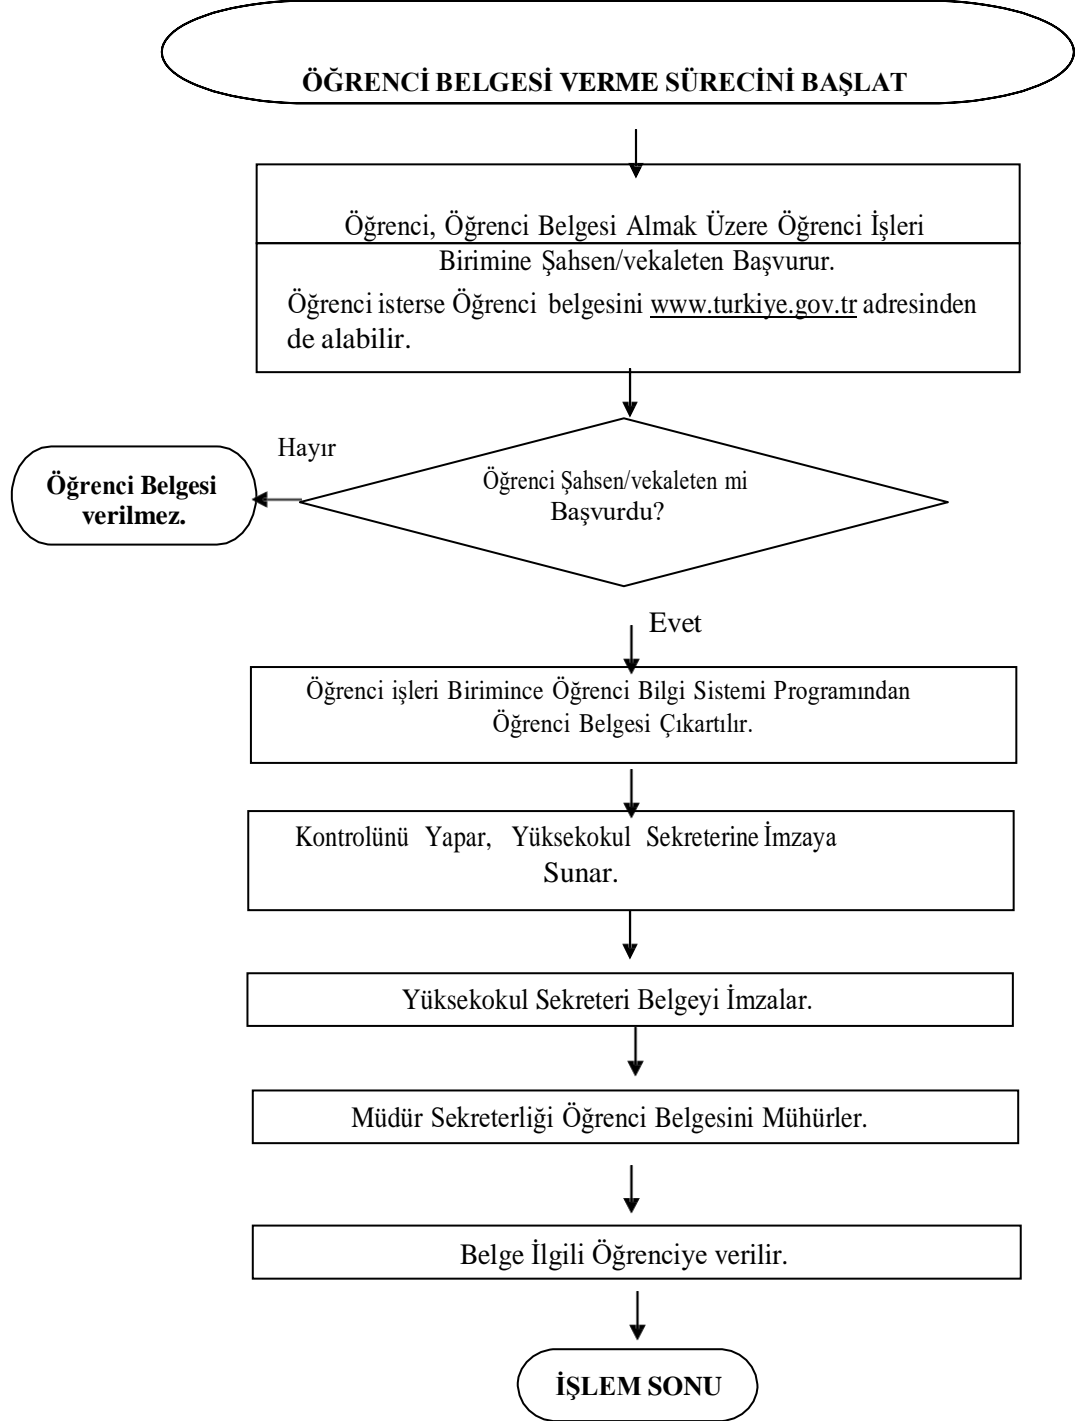 ÖĞRENCİ BELGESİ VERME SÜRECİNİ BAŞLAT
Öğrenci, Öğrenci Belgesi Almak Üzere Öğrenci İşleri
Birimine Şahsen/vekaleten Başvurur.
Öğrenci isterse Öğrenci belgesini www.turkiye.gov.tr adresinden
de alabilir.
Hayır
Öğrenci Belgesi
verilmez.
Öğrenci Şahsen/vekaleten mi
Başvurdu?
Evet
Öğrenci işleri Birimince Öğrenci Bilgi Sistemi Programından
Öğrenci Belgesi Çıkartılır.
Kontrolünü Yapar, Yüksekokul Sekreterine İmzaya
Sunar.
Yüksekokul Sekreteri Belgeyi İmzalar.
Müdür Sekreterliği Öğrenci Belgesini Mühürler.
Belge İlgili Öğrenciye verilir.
İŞLEM SONU